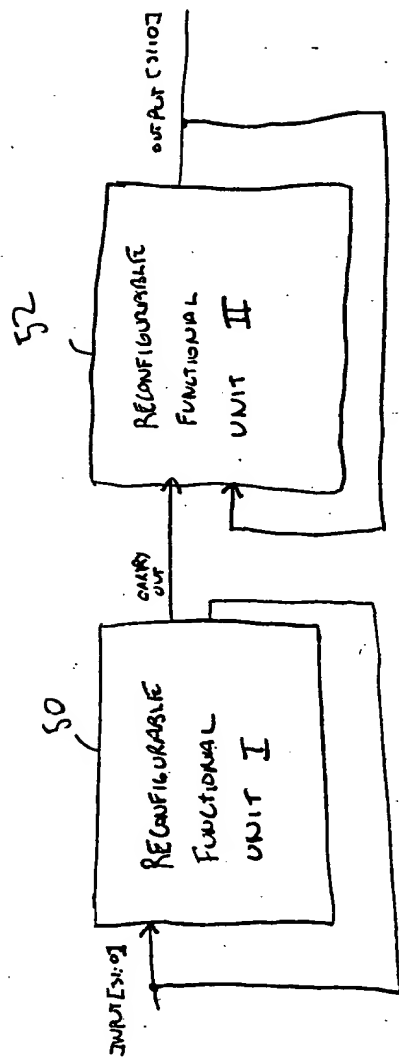 INPUT [31:0]
50
RECONFIGURABLE
FUNCTIONAL
UNIT I
CARRY
OUT
52
RECONFIGURABLE
FUNCTIONAL
UNIT II
OUTPUT [31:0]